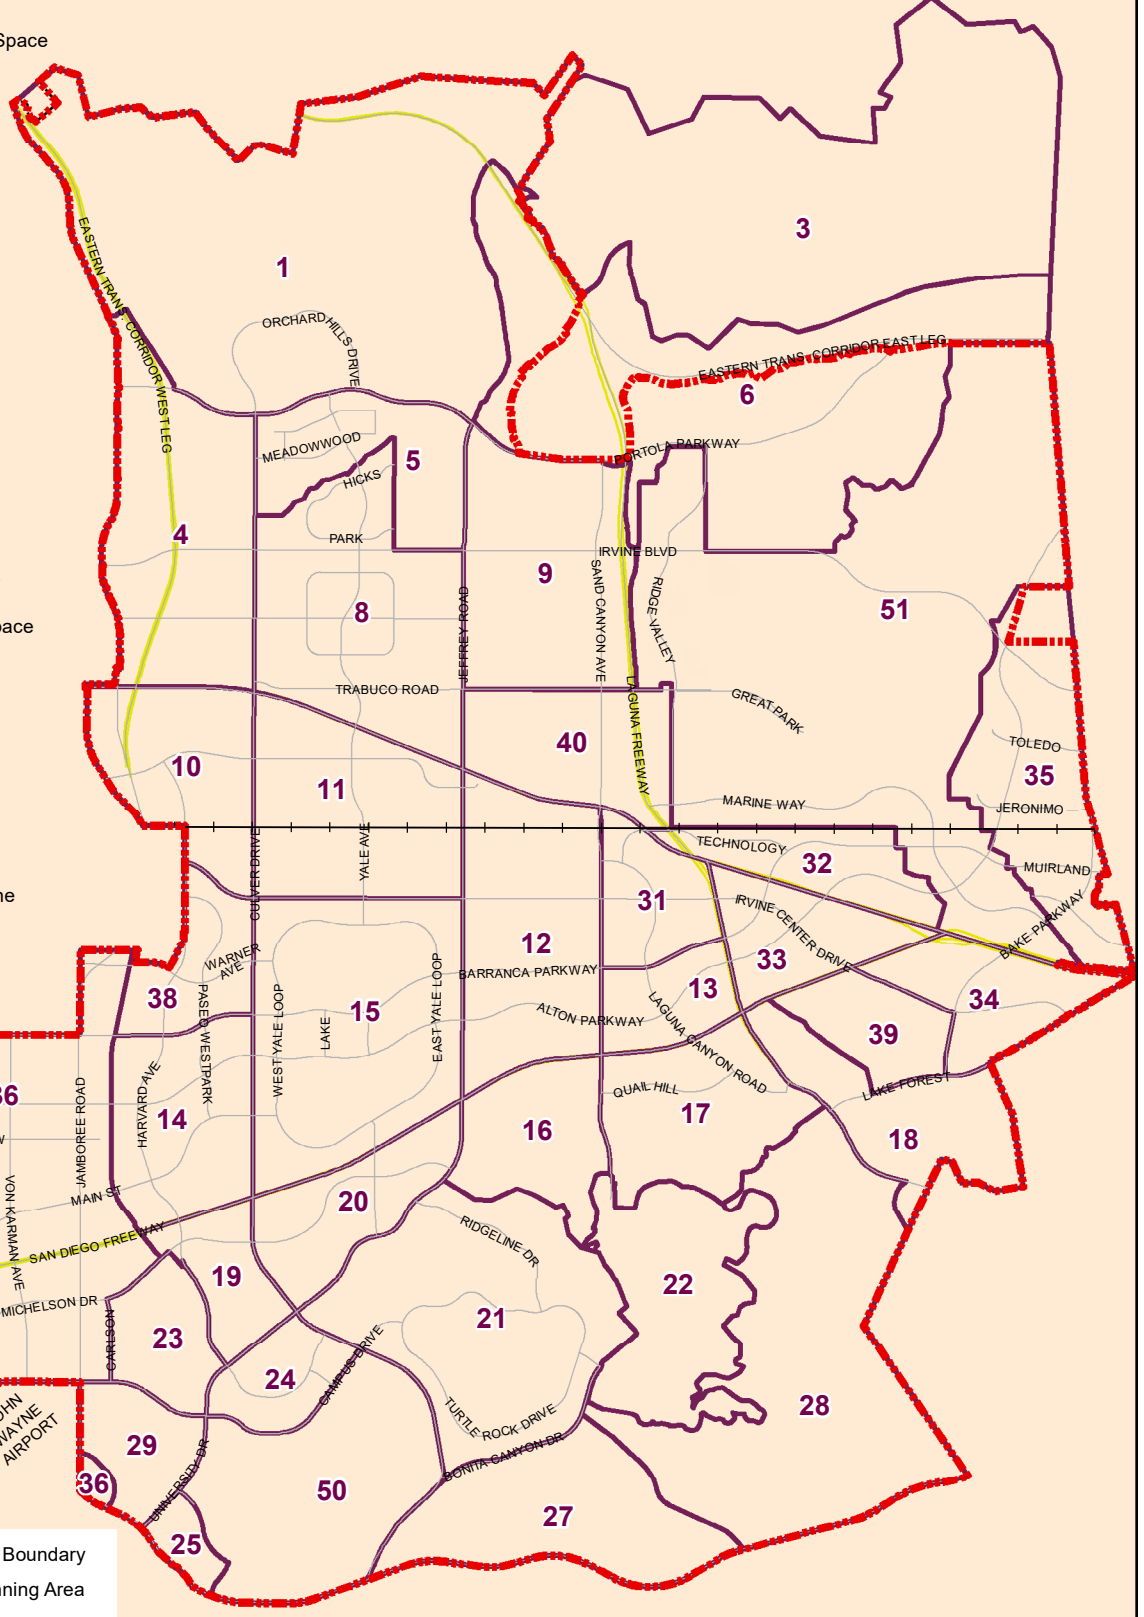 Space
3
1
EASTERN TRANS. CORRIDOR WEST LEG
ORCHARD HILLS DRIVE
EASTERN TRANS. CORRIDOR EAST LEG
6
MEADOWWOOD
5
PORTOLA PARKWAY
HICKS
4
PARK
IRVINE BLVD
9
SAND CANYON AVE
RIDGE VALLEY
8
51
JEFFREY ROAD
TRABUCO ROAD
LAGUNA FREEWAY
GREAT PARK
40
TOLEDO
10
35
11
MARINE WAY
JERONIMO
CULVER DRIVE
YALE AVE
TECHNOLOGY
32
MUIRLAND
31
IRVINE CENTER DRIVE
BAKE PARKWAY
12
WARNER
AVE
33
BARRANCA PARKWAY
38
13
34
PASEO WESTPARK
WEST YALE LOOP
LAKE
15
EAST YALE LOOP
ALTON PARKWAY
LAGUNA CANYON ROAD
39
36
JAMBOREE ROAD
HARVARD AVE
14
QUAIL HILL
LAKE FOREST
17
16
18
VON KARMAN AVE
MAIN ST
20
SAN DIEGO FREEWAY
RIDGELINE DR
19
22
MICHELSON DR
CARLSON
23
21
24
CAMPUS DRIVE
28
WAYNE
AIRPORT
TURTLE
ROCK DRIVE
29
BONITA CANYON DR
36
UNIVERSITY DR
50
27
25
Boundary
Area